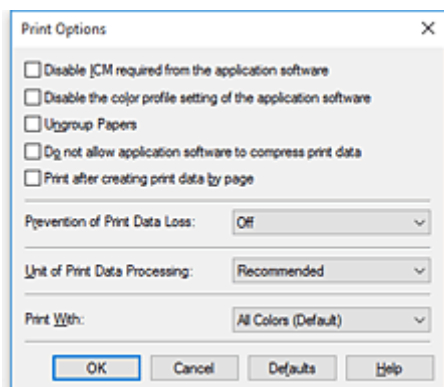 Print Options
Disable ICM required from the application software
Disable the color profile setting of the application software
Ungroup Papers
Do not allow application software to compress print data
Print after creating print data by page
Prevention of Print Data Loss: Off
Unit of Print Data Processing: Recommended
Print With: All Colors (Default)
OK Cancel Defaults Help